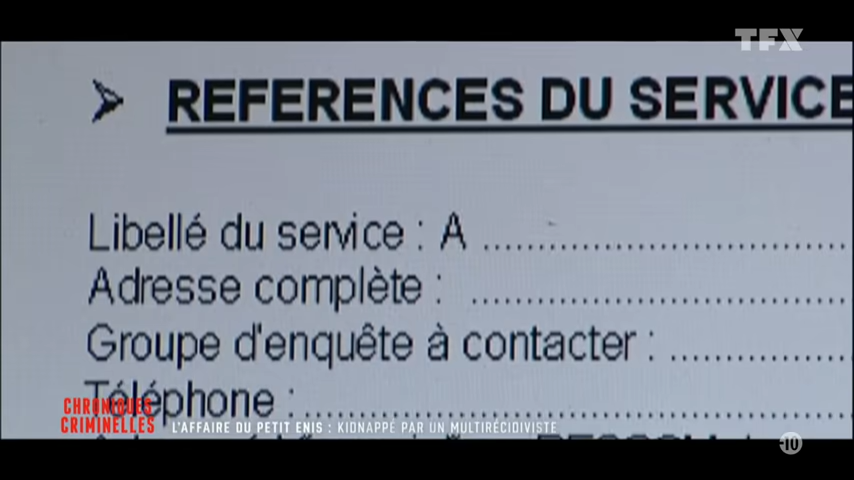 TFX
➢ REFERENCES DU SERVICE
Libellé du service : A ..............................
Adresse complète : ..............................
Groupe d'enquête à contacter : ...............
Téléphone : ..............................
CHRONIQUES
CRIMINELLES
L'AFFAIRE DU PETIT ENIS : KIDNAPPÉ PAR UN MULTIRÉCIDIVISTE
-10